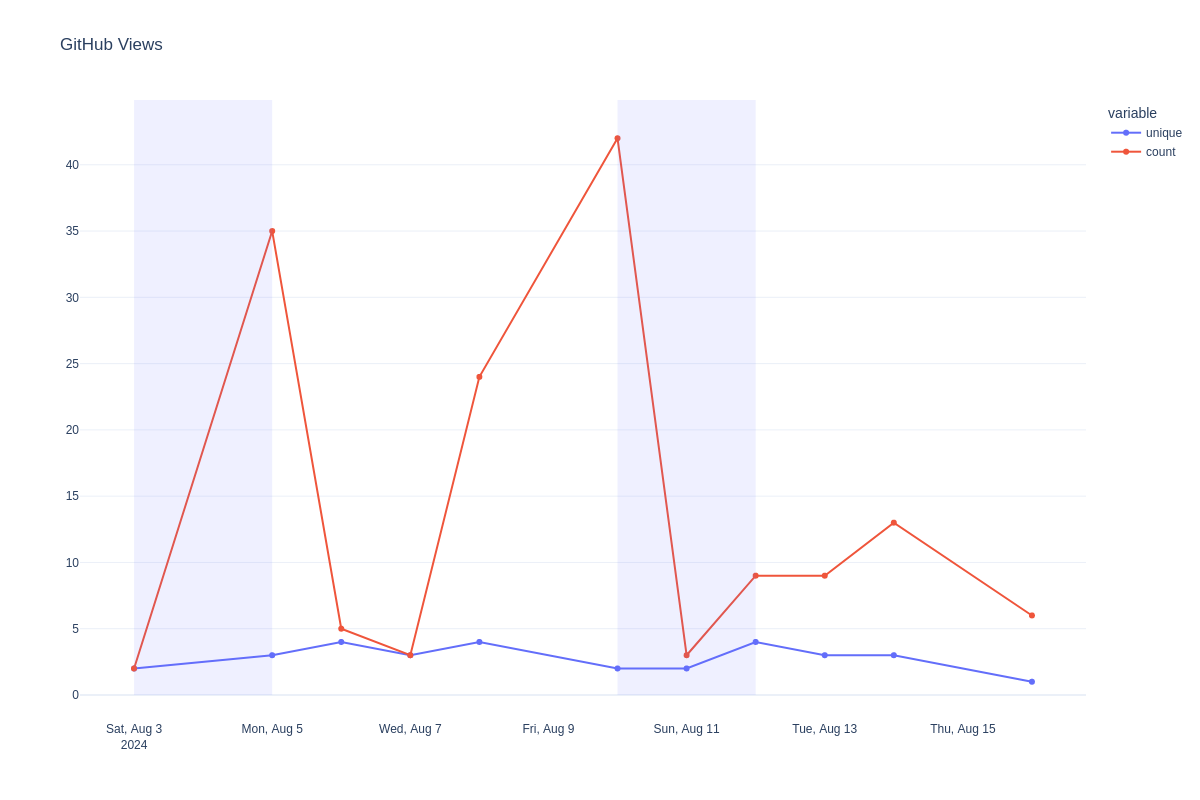 GitHub Views
variable
unique
count
40
35
30
25
20
15
10
5
0
Sat, Aug 3
2024
Mon, Aug 5
Wed, Aug 7
Fri, Aug 9
Sun, Aug 11
Tue, Aug 13
Thu, Aug 15